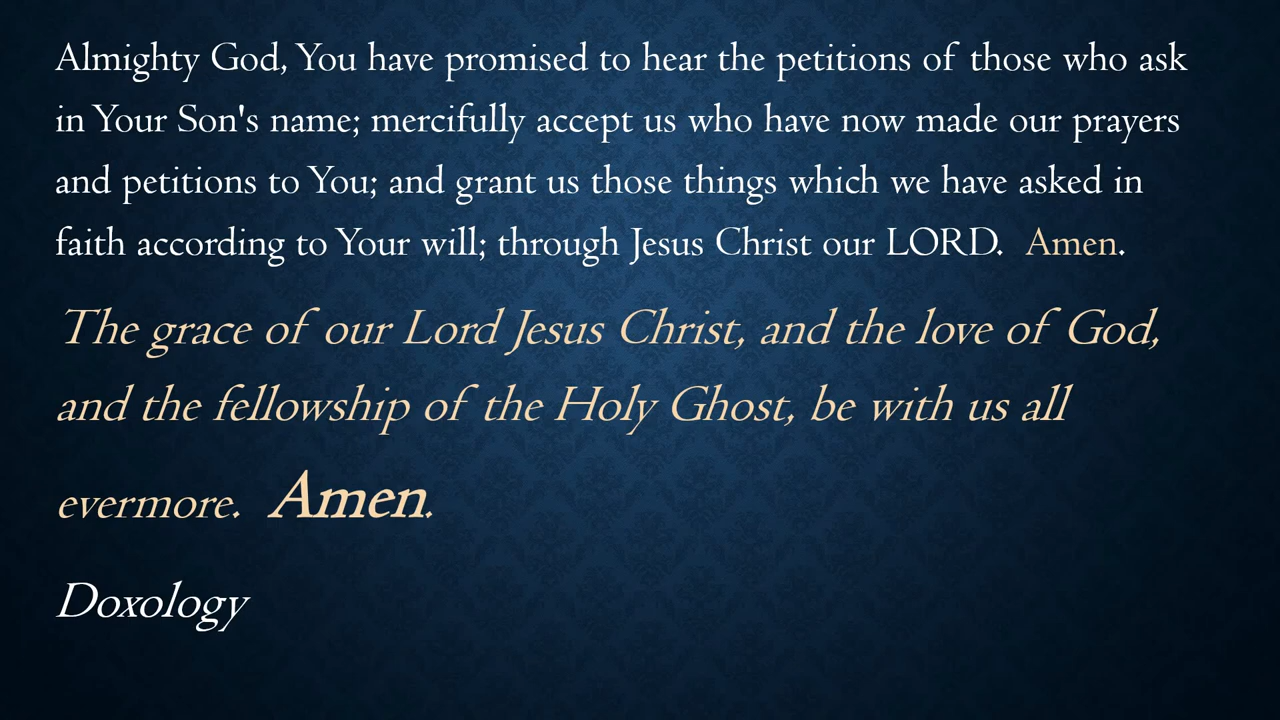 Almighty God, You have promised to hear the petitions of those who ask
in Your Son's name; mercifully accept us who have now made our prayers
and petitions to You; and grant us those things which we have asked in
faith according to Your will; through Jesus Christ our LORD. Amen.
The grace of our Lord Jesus Christ, and the love of God,
and the fellowship of the Holy Ghost, be with us all
evermore. Amen.
Doxology